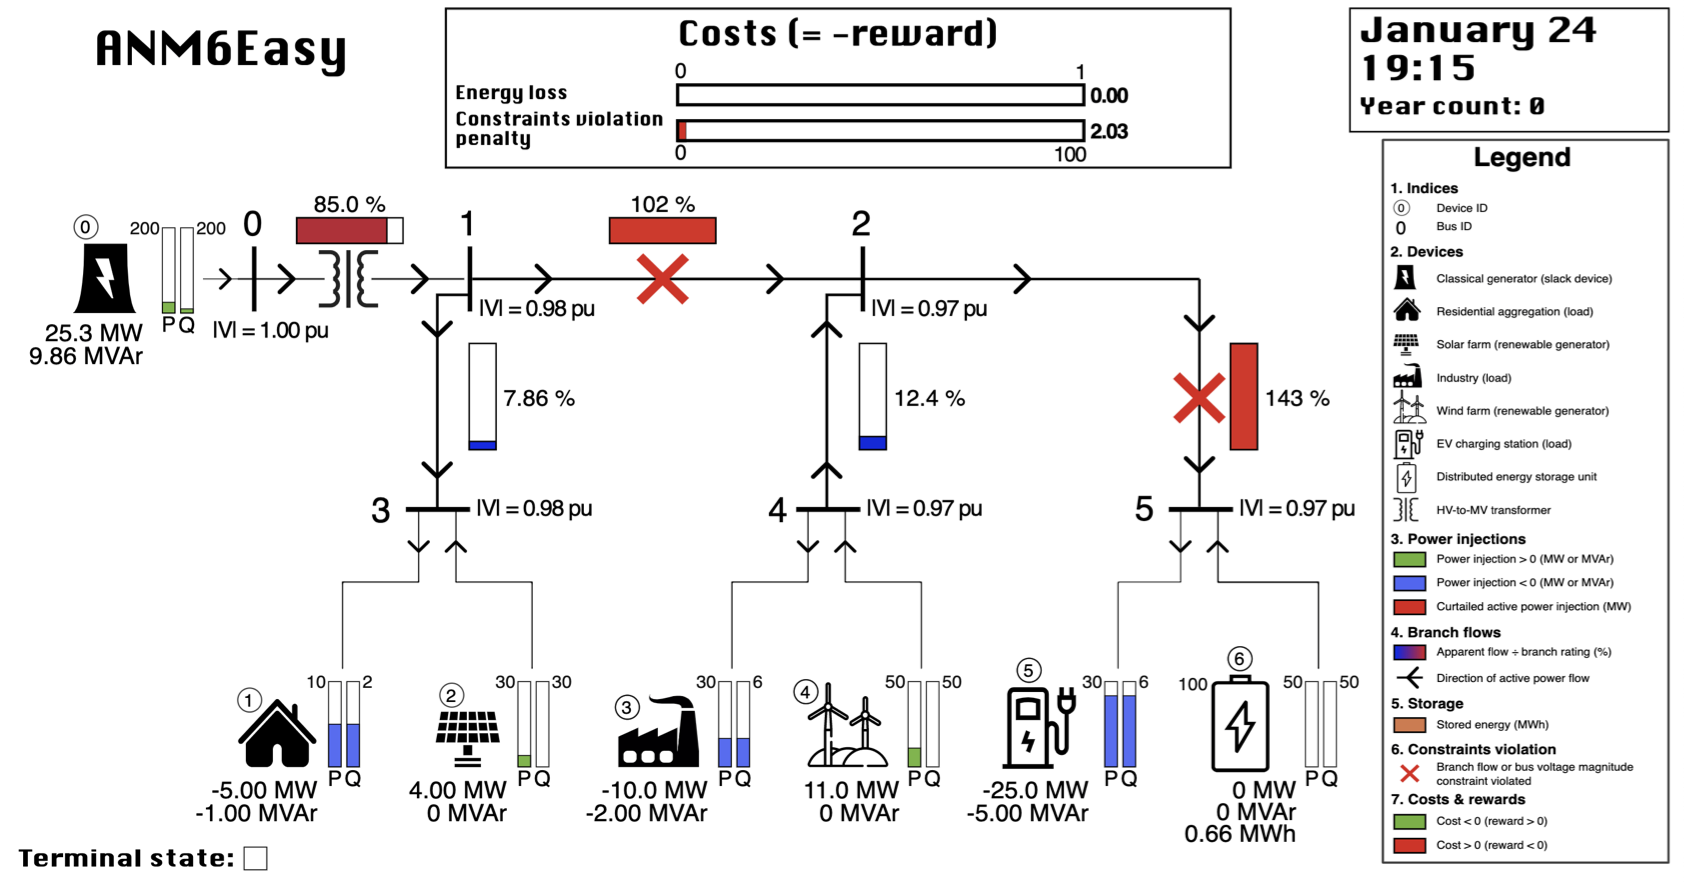 ANM6Easy
Costs (= -reward)
0 1
Energy loss 0.00
Constraints violation
penalty 2.03
0 100
January 24
19:15
Year count: 0
Legend
1. Indices
0 Device ID
0 Bus ID
2. Devices
Classical generator (slack device)
Residential aggregation (load)
Solar farm (renewable generator)
Industry (load)
Wind farm (renewable generator)
EV charging station (load)
Distributed energy storage unit
HV-to-MV transformer
3. Power injections
Power injection > 0 (MW or MVAr)
Power injection < 0 (MW or MVAr)
Curtailed active power injection (MW)
4. Branch flows
Apparent flow ÷ branch rating (%)
Direction of active power flow
5. Storage
Stored energy (MWh)
6. Constraints violation
Branch flow or bus voltage magnitude
constraint violated
7. Costs & rewards
Cost < 0 (reward > 0)
Cost > 0 (reward < 0)
85.0 %
102 %
0 200 200 0 1 2
P Q
25.3 MW
9.86 MVAr
|V| = 1.00 pu
|V| = 0.98 pu
|V| = 0.97 pu
7.86 %
12.4 %
143 %
3 |V| = 0.98 pu
4 |V| = 0.97 pu
5 |V| = 0.97 pu
1 10 2
P Q
-5.00 MW
-1.00 MVAr
2 30 30
P Q
4.00 MW
0 MVAr
3 30 6
P Q
-10.0 MW
-2.00 MVAr
4 50 50
P Q
11.0 MW
0 MVAr
5 30 6
P Q
-25.0 MW
-5.00 MVAr
6 100 50 50
P Q
0 MW
0 MVAr
0.66 MWh
Terminal state: